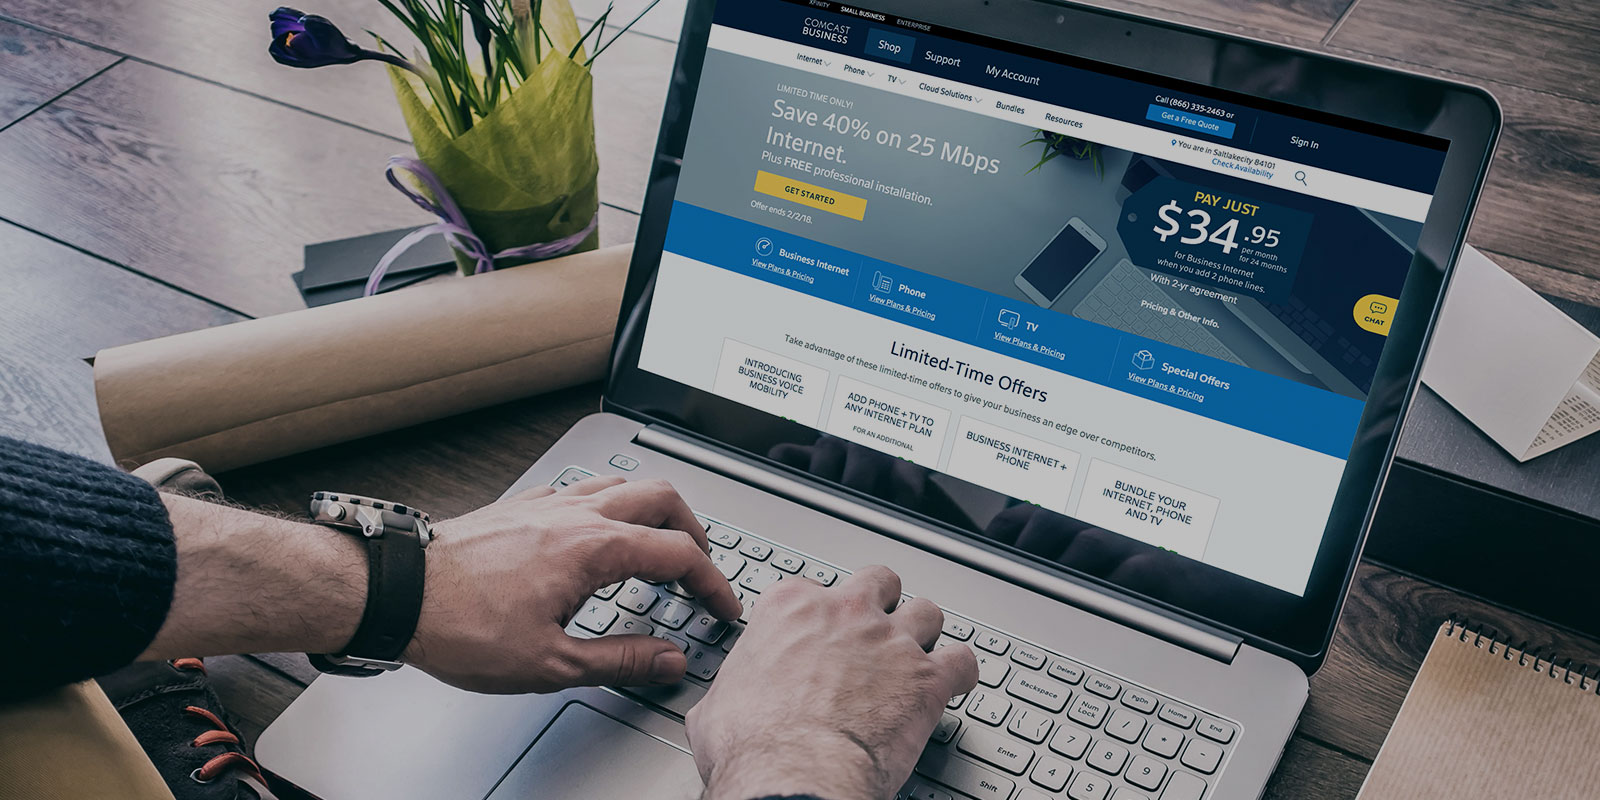 XFINITY SMALL BUSINESS ENTERPRISE
COMCAST
BUSINESS
Shop Support My Account
Call (866) 335-2463 or
Get a Free Quote
Sign In
Internet Phone TV Cloud Solutions Bundles Resources
You are in Saltlakecity 84101
Check Availability
LIMITED TIME ONLY!
Save 40% on 25 Mbps
Internet.
Plus FREE professional installation.
GET STARTED
Offer ends 2/2/18.
PAY JUST
$34.95
per month
for 24 months
for Business Internet
when you add 2 phone lines.
With 2-yr agreement
Pricing & Other Info.
CHAT
Business Internet
View Plans & Pricing
Phone
View Plans & Pricing
TV
View Plans & Pricing
Special Offers
View Plans & Pricing
Limited-Time Offers
Take advantage of these limited-time offers to give your business an edge over competitors.
INTRODUCING
BUSINESS VOICE
MOBILITY
ADD PHONE + TV TO
ANY INTERNET PLAN
FOR AN ADDITIONAL
BUSINESS INTERNET +
PHONE
BUNDLE YOUR
INTERNET, PHONE
AND TV
PrtScr Delete PgUp PgDn Home End
Backspace Num
Lock / * -
7 8 9
Enter 4
Shift 5
D F G
X C